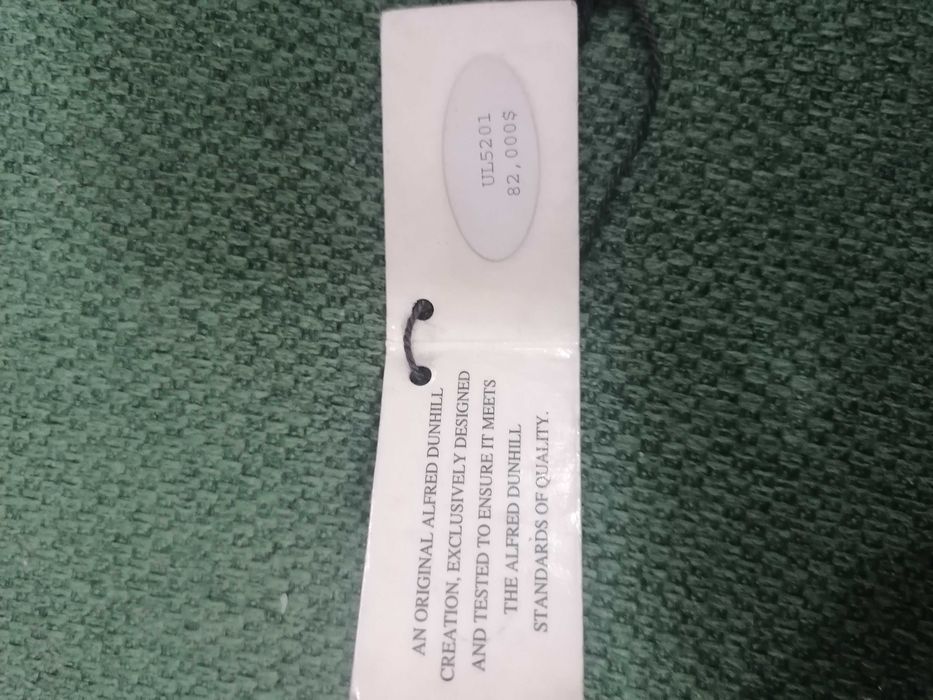 UL5201
82,000$
AN ORIGINAL ALFRED DUNHILL
CREATION, EXCLUSIVELY DESIGNED
AND TESTED TO ENSURE IT MEETS
THE ALFRED DUNHILL
STANDARDS OF QUALITY.